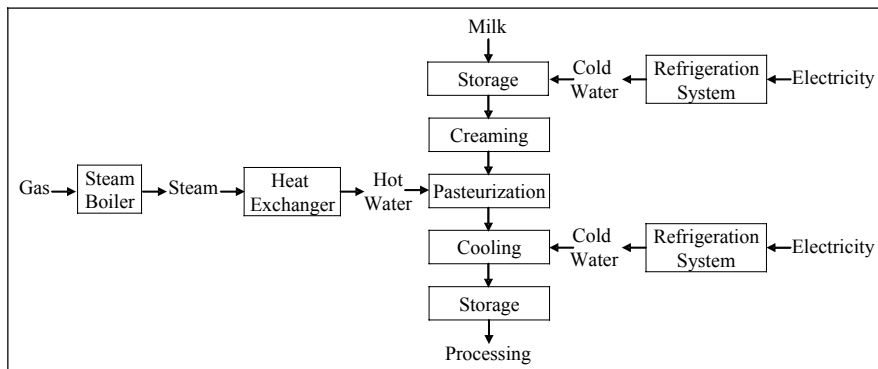 Milk
Storage
Cold
Water
Refrigeration
System
Electricity
Creaming
Gas
Steam
Boiler
Steam
Heat
Exchanger
Hot
Water
Pasteurization
Cooling
Cold
Water
Refrigeration
System
Electricity
Storage
Processing